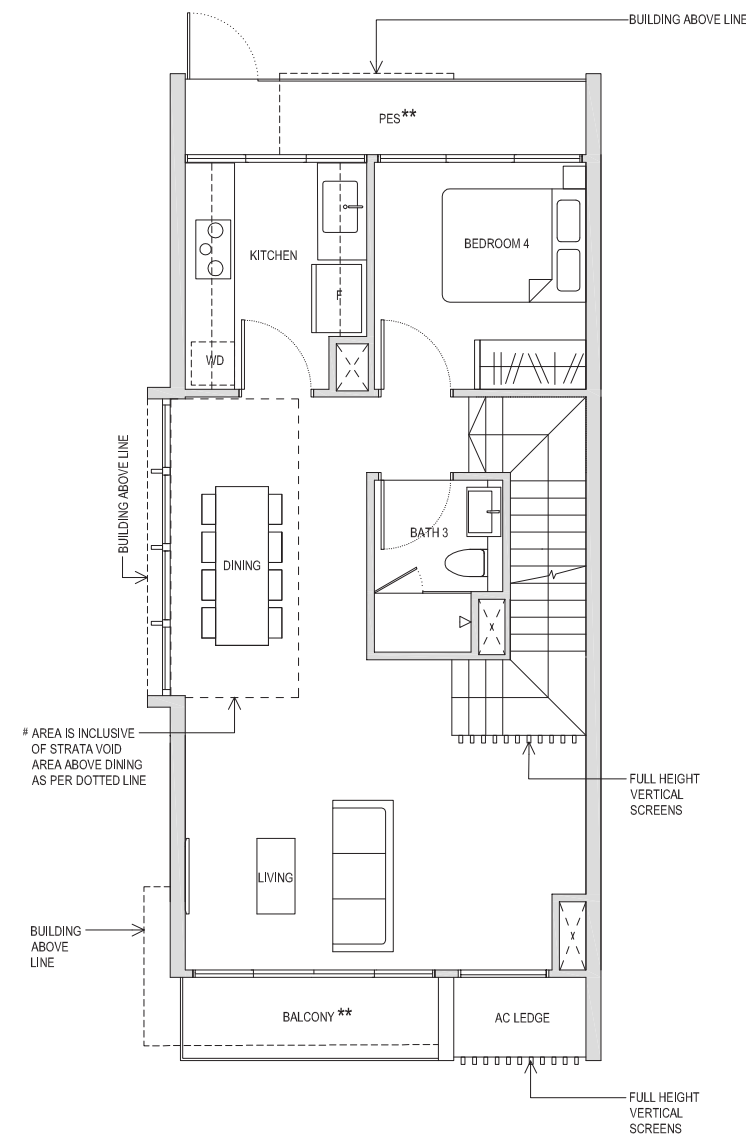 BUILDING ABOVE LINE
PES**
KITCHEN
BEDROOM 4
F
WD
BUILDING ABOVE LINE
BATH 3
DINING
# AREA IS INCLUSIVE
OF STRATA VOID
AREA ABOVE DINING
AS PER DOTTED LINE
FULL HEIGHT
VERTICAL
SCREENS
LIVING
BUILDING
ABOVE
LINE
BALCONY **
AC LEDGE
FULL HEIGHT
VERTICAL
SCREENS